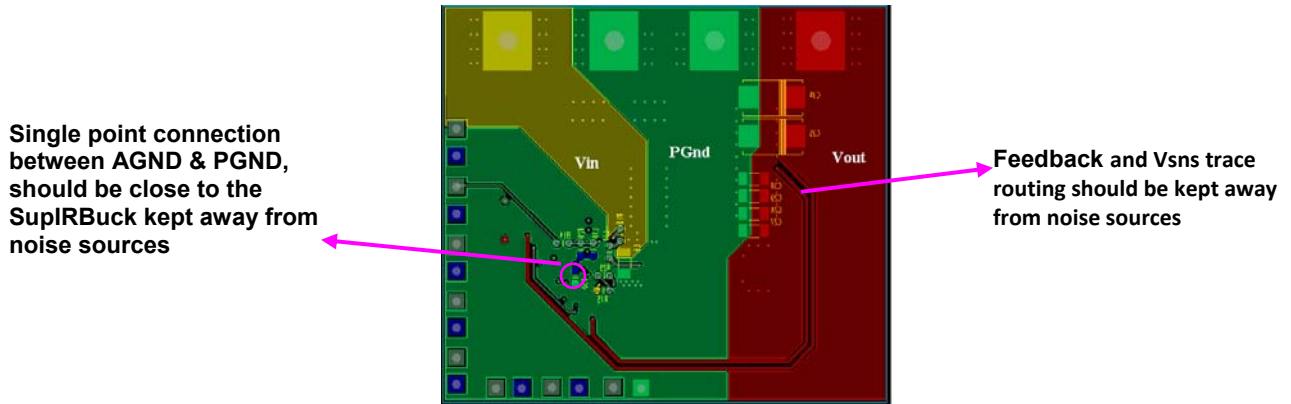 Single point connection
between AGND & PGND,
should be close to the
SupIRBuck kept away from
noise sources
Vin
PGnd
Vout
Feedback and Vsns trace
routing should be kept away
from noise sources